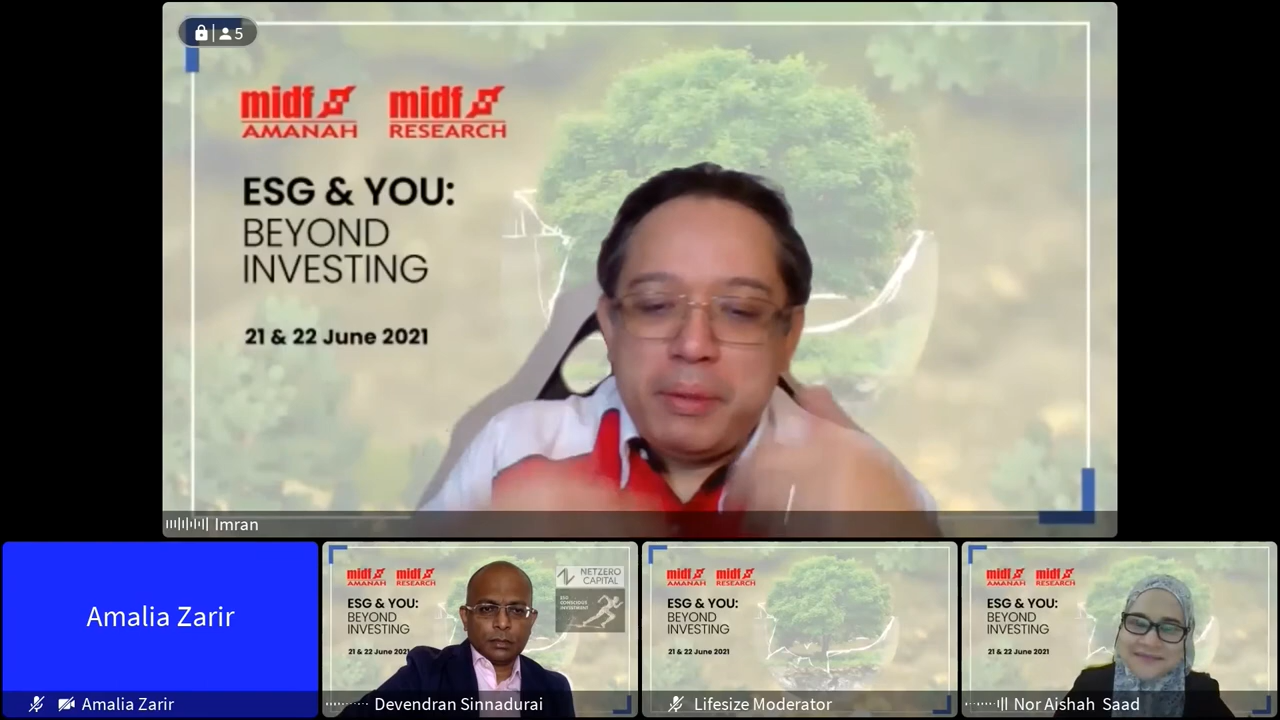 5
midf midf
AMANAH RESEARCH
ESG & YOU:
BEYOND
INVESTING
21 & 22 June 2021
Imran
Amalia Zarir
Amalia Zarir
midf midf
AMANAH RESEARCH
NETZERO
CAPITAL
ESG & YOU:
BEYOND
INVESTING
21 & 22 June 2021
ESG
CONSCIOUS
INVESTMENT
Devendran Sinnadurai
midf midf
AMANAH RESEARCH
ESG & YOU:
BEYOND
INVESTING
21 & 22 June 2021
Lifesize Moderator
midf midf
AMANAH RESEARCH
ESG & YOU:
BEYOND
INVESTING
21 & 22 June 2021
Nor Aishah Saad